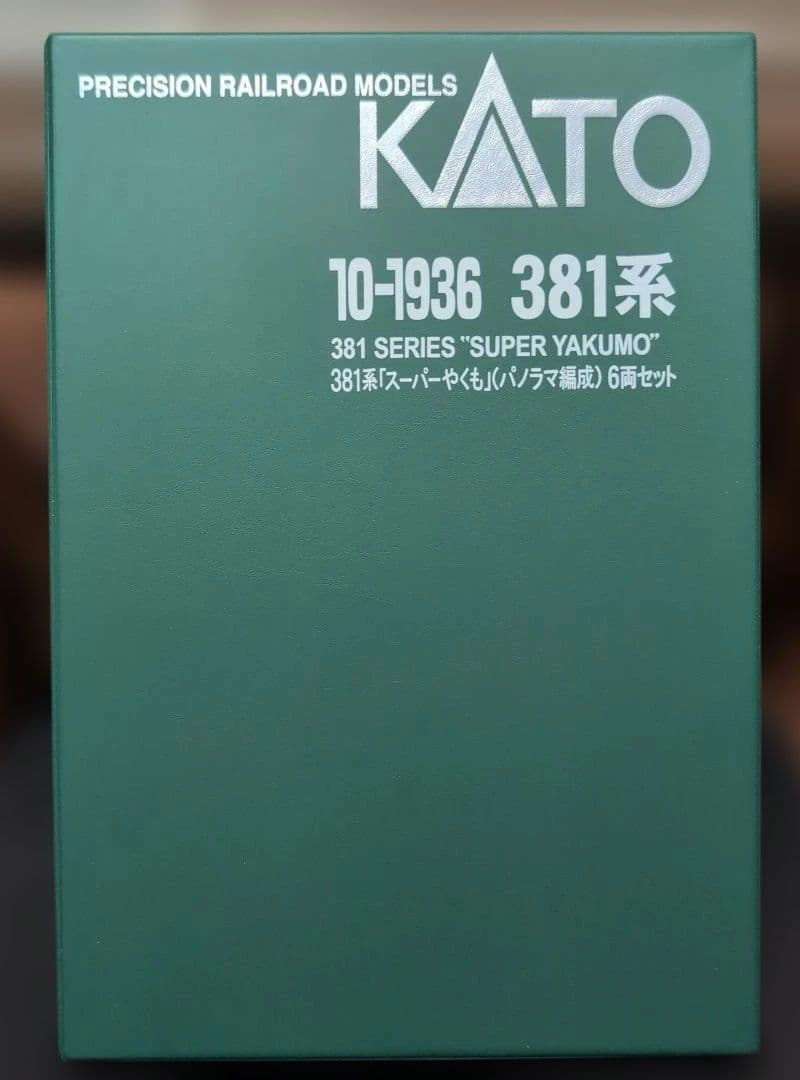 PRECISION RAILROAD MODELS
KATO
10-1936 381系
381 SERIES "SUPER YAKUMO"
381系「スーパーやくも」(パノラマ編成) 6両セット